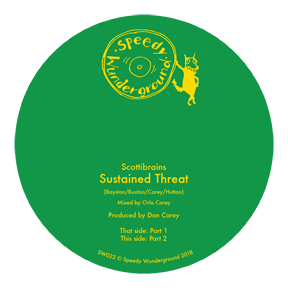 Speedy
Wunderground
Scottibrains
Sustained Threat
(Boyston/Buxton/Carey/Hutton)
Mixed by Orla Carey
Produced by Dan Carey
That side: Part 1
This side: Part 2
SW023 © Speedy Wunderground 2018